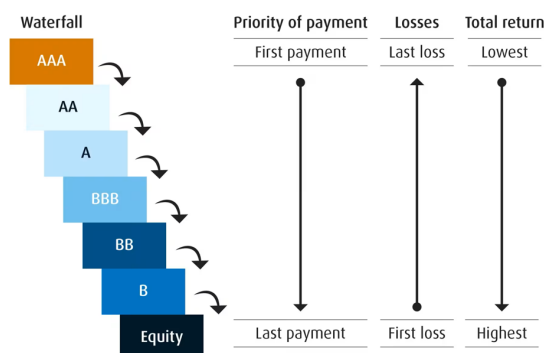 Waterfall Priority of payment Losses Total return
First payment Last loss Lowest
AAA
AA
A
BBB
BB
B
Equity
Last payment First loss Highest